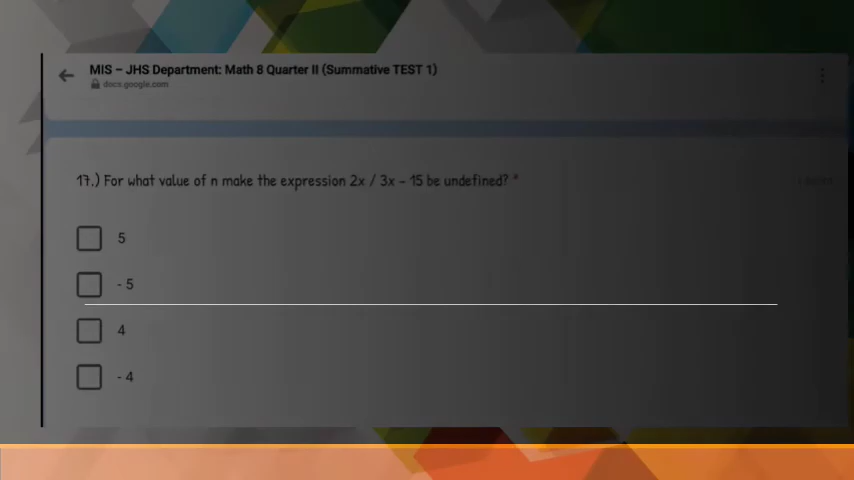 MIS – JHS Department: Math 8 Quarter II (Summative TEST 1)
docs.google.com
17.) For what value of n make the expression 2x / 3x - 15 be undefined? *
5
- 5
4
- 4